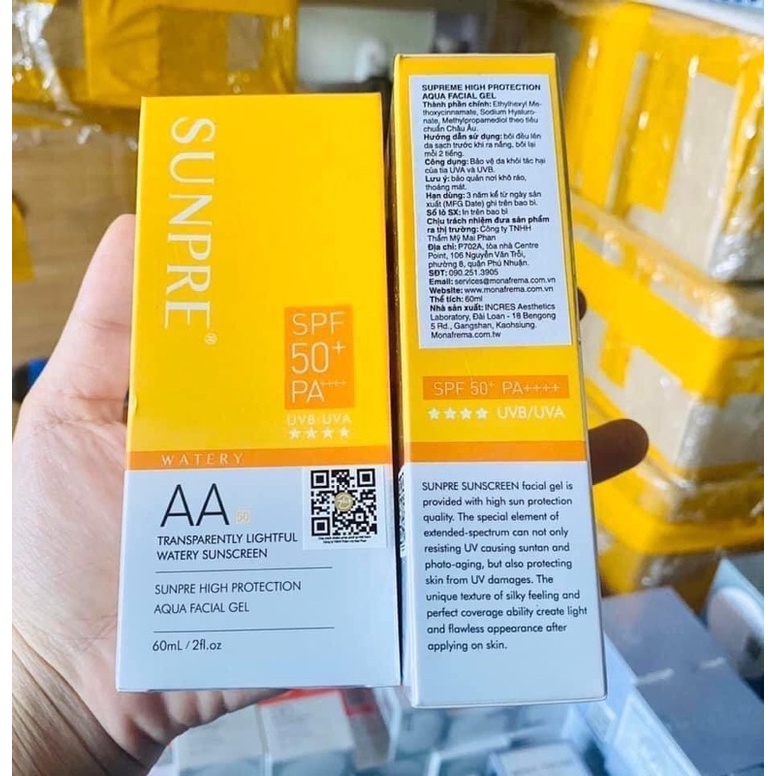 SUNPRE®
SPF
50+
PA++++
UVB·UVA
★★★★
WATERY
AA 50
TRANSPARENTLY LIGHTFUL
WATERY SUNSCREEN
SUNPRE HIGH PROTECTION
AQUA FACIAL GEL
60mL / 2fl.oz
SUPREME HIGH PROTECTION
AQUA FACIAL GEL
Thành phần chính: Ethylhexyl Me-
thoxycinnamate, Sodium Hyaluro-
nate, Methylpropamediol theo tiêu
chuẩn Châu Âu.
Hướng dẫn sử dụng: bôi đều lên
da sạch trước khi ra nắng, bôi lại
mỗi 2 tiếng.
Công dụng: Bảo vệ da khỏi tác hại
của tia UVA và UVB.
Lưu ý: bảo quản nơi khô ráo,
thoáng mát.
Hạn dùng: 3 năm kể từ ngày sản
xuất (MFG Date) ghi trên bao bì.
Số lô SX: In trên bao bì
Chịu trách nhiệm đưa sản phẩm
ra thị trường: Công ty TNHH
Thẩm Mỹ Mai Phan
Địa chỉ: P702A, tòa nhà Centre
Point, 106 Nguyễn Văn Trỗi,
phường 8, quận Phú Nhuận.
SĐT: 090.251.3905
Email: services@monafrema.com.vn
Website: www.monafrema.com.vn
Thể tích: 60ml
Nhà sản xuất: INCRES Aesthetics
Laboratory, Đài Loan - 18 Bengong
5 Rd., Gangshan, Kaohsiung.
Monafrema.com.tw
SPF 50+ PA++++
★★★★ UVB/UVA
SUNPRE SUNSCREEN facial gel is
provided with high sun protection
quality. The special element of
extended-spectrum can not only
resisting UV causing suntan and
photo-aging, but also protecting
skin from UV damages. The
unique texture of silky feeling and
perfect coverage ability create light
and flawless appearance after
applying on skin.